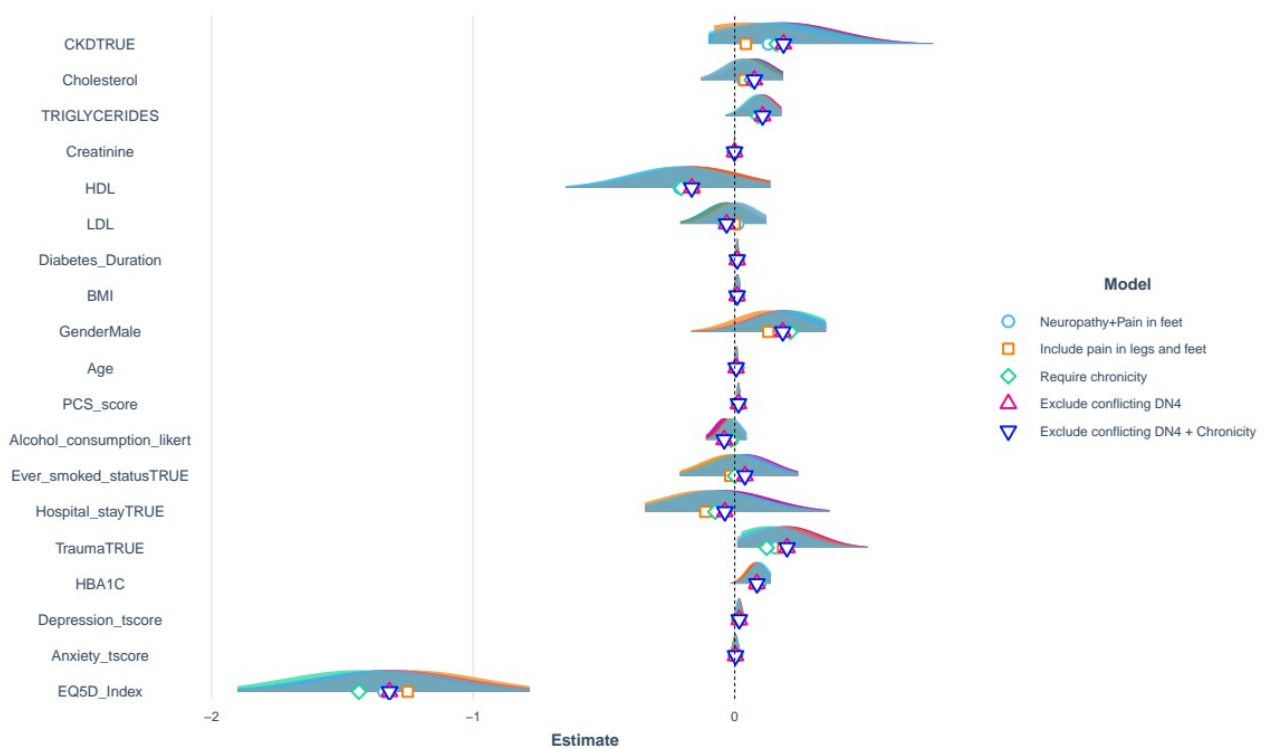 CKDTRUE
Cholesterol
TRIGLYCERIDES
Creatinine
HDL
LDL
Diabetes_Duration
BMI
GenderMale
Age
PCS_score
Alcohol_consumption_likert
Ever_smoked_statusTRUE
Hospital_stayTRUE
TraumaTRUE
HBA1C
Depression_tscore
Anxiety_tscore
EQ5D_Index
−2
−1
0
Estimate
Model
Neuropathy+Pain in feet
Include pain in legs and feet
Require chronicity
Exclude conflicting DN4
Exclude conflicting DN4 + Chronicity